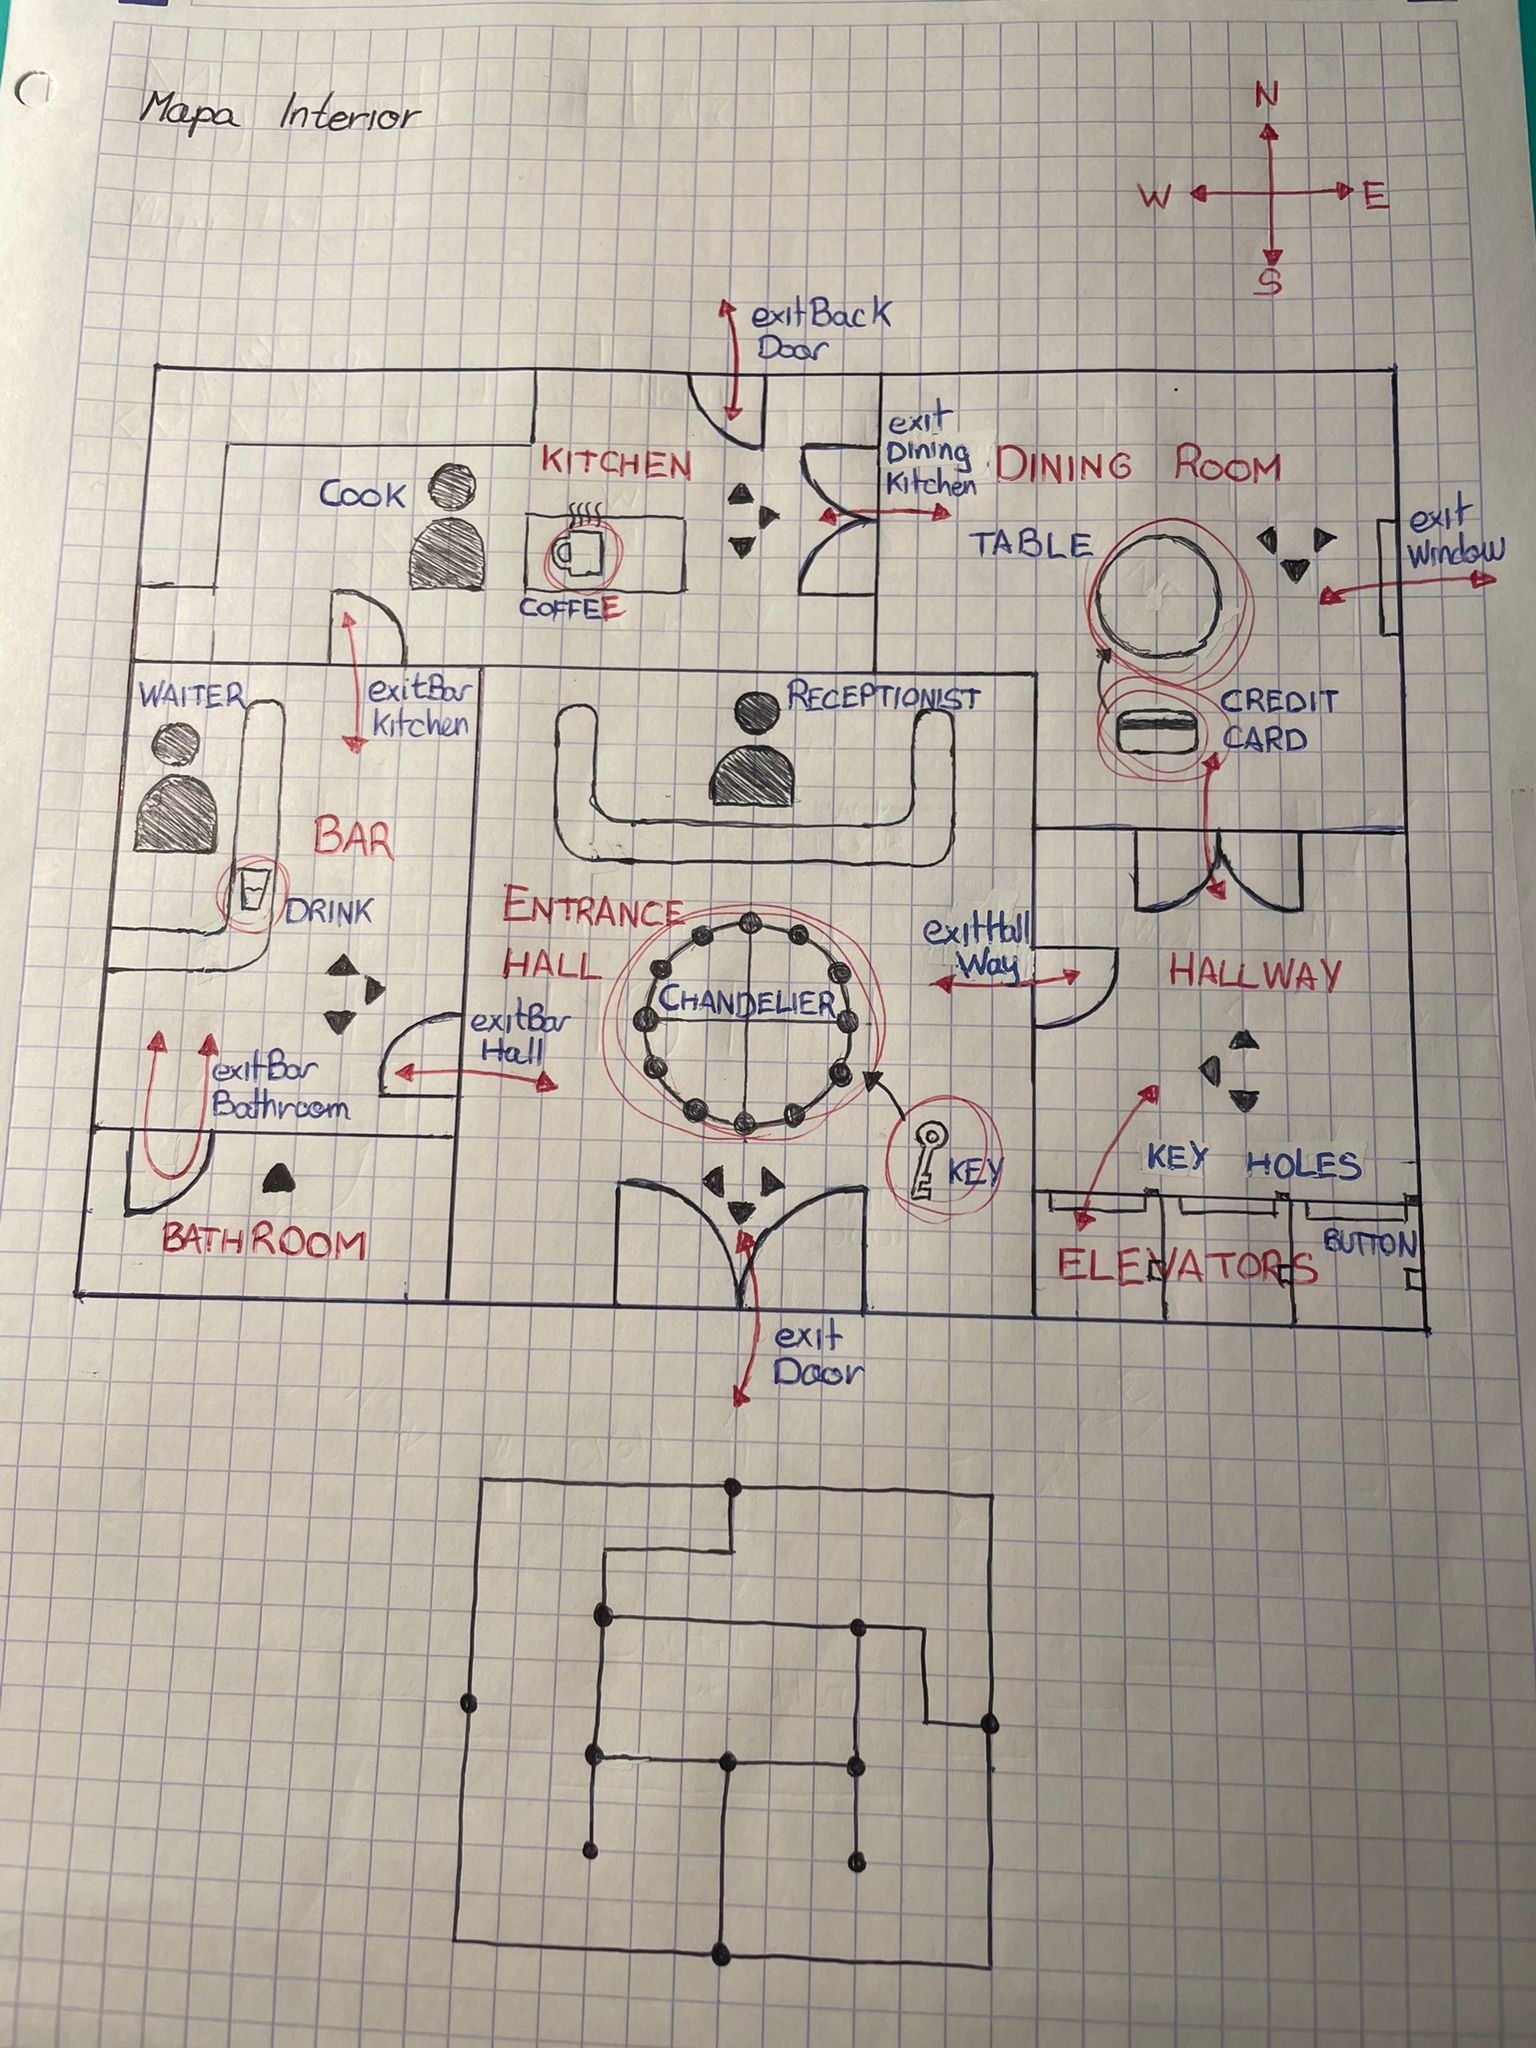 Mapa Interior
N
W E
S
exitBack
Door
exit
Dining
Kitchen
KITCHEN
DINING ROOM
COOK
TABLE
exit
Window
COFFEE
WAITER
exitBar
Kitchen
RECEPTIONIST
CREDIT
CARD
BAR
DRINK
ENTRANCE
HALL
exitHall
Way
HALLWAY
CHANDELIER
exitBar
Hall
exitBar
Bathroom
KEY
KEY HOLES
BATHROOM
BUTTON
ELEVATORS
exit
Door